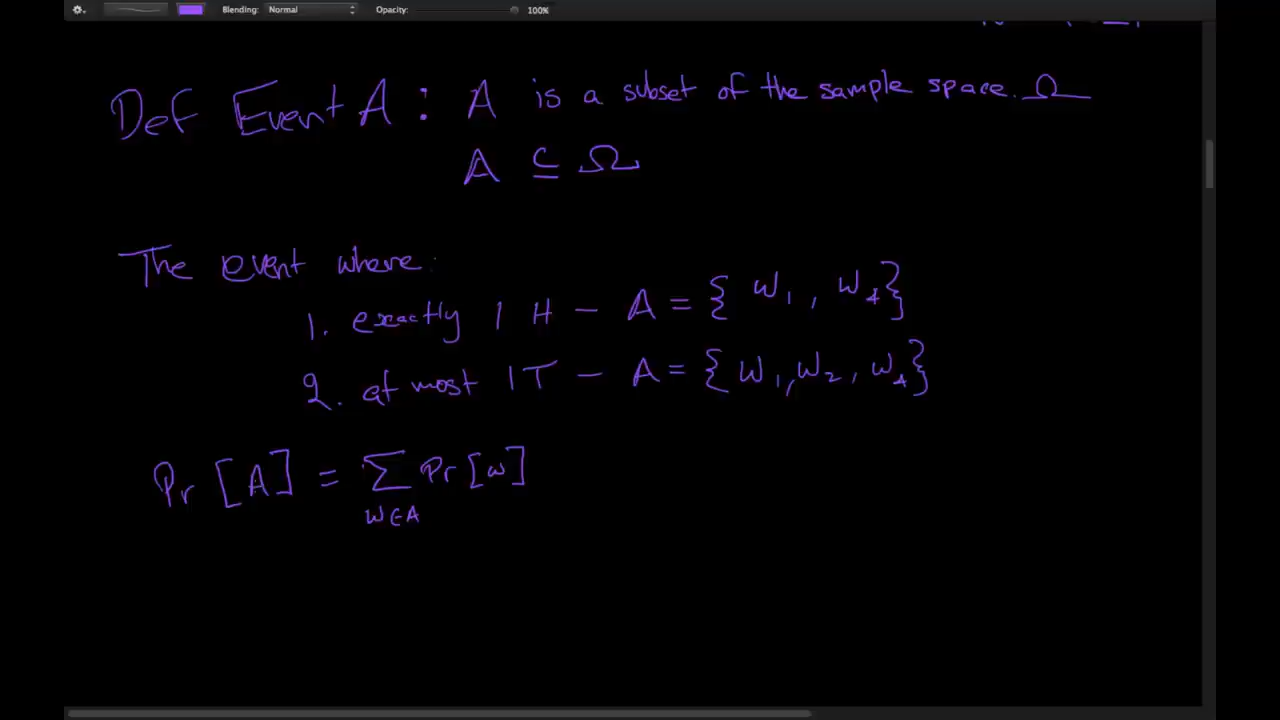 Blending: Normal Opacity: 100%
Def Event A : A is a subset of the sample space. Ω
A ⊆ Ω
The event where:
1. exactly 1 H - A = { w₁, w₄}
2. at most 1T - A = { w₁, w₂, w₄}
Pr [A] = Σ Pr [w]
w∈A